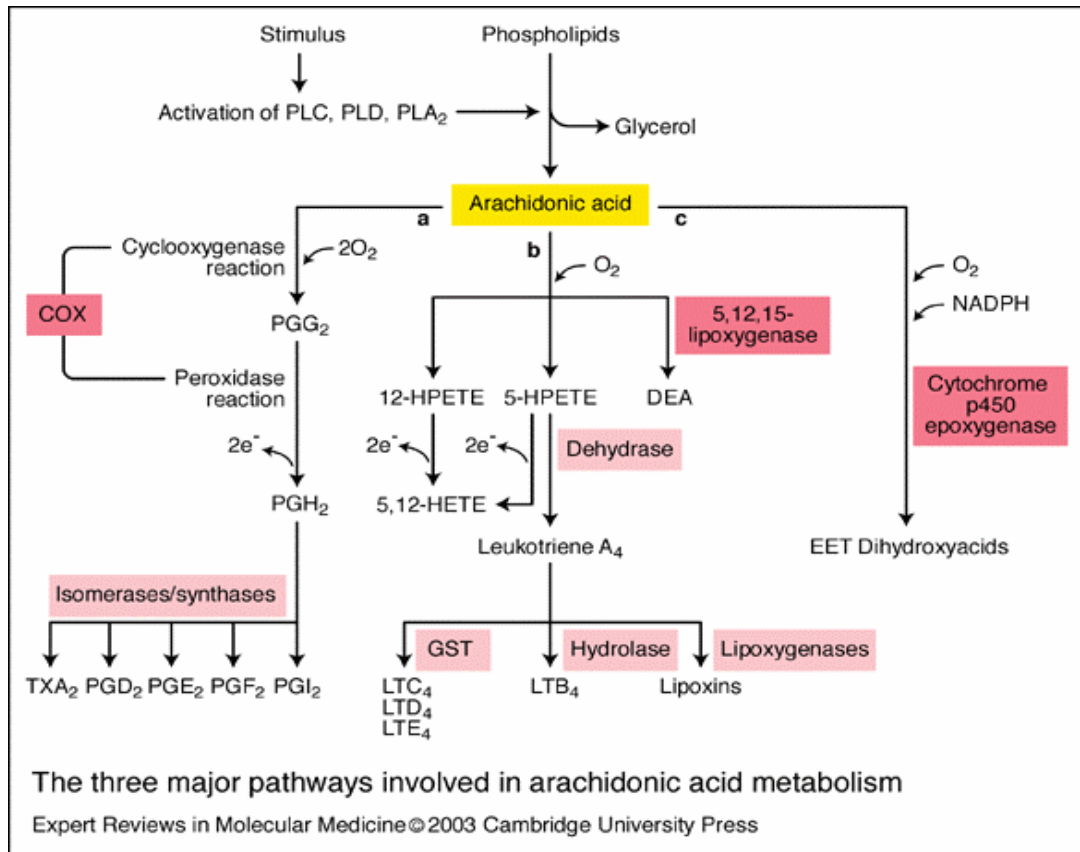 Stimulus
Phospholipids
Activation of PLC, PLD, PLA₂
Glycerol
Arachidonic acid
a
b
c
Cyclooxygenase
reaction
2O₂
COX
PGG₂
Peroxidase
reaction
2e⁻
PGH₂
Isomerases/synthases
TXA₂ PGD₂ PGE₂ PGF₂ PGI₂
O₂
5,12,15-
lipoxygenase
12-HPETE 5-HPETE DEA
2e⁻
2e⁻
Dehydrase
5,12-HETE
Leukotriene A₄
GST
Hydrolase
Lipoxygenases
LTC₄
LTD₄
LTE₄
LTB₄
Lipoxins
O₂
NADPH
Cytochrome
p450
epoxygenase
EET Dihydroxyacids
The three major pathways involved in arachidonic acid metabolism
Expert Reviews in Molecular Medicine © 2003 Cambridge University Press